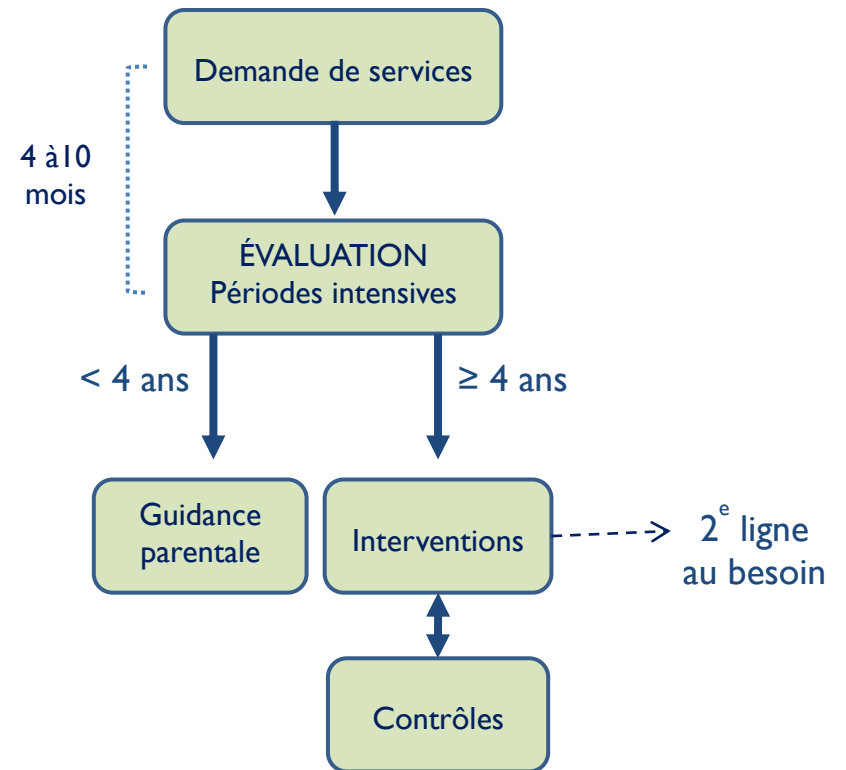 Demande de services
4 à10
mois
ÉVALUATION
Périodes intensives
< 4 ans
≥ 4 ans
Guidance
parentale
Interventions
2e ligne
au besoin
Contrôles